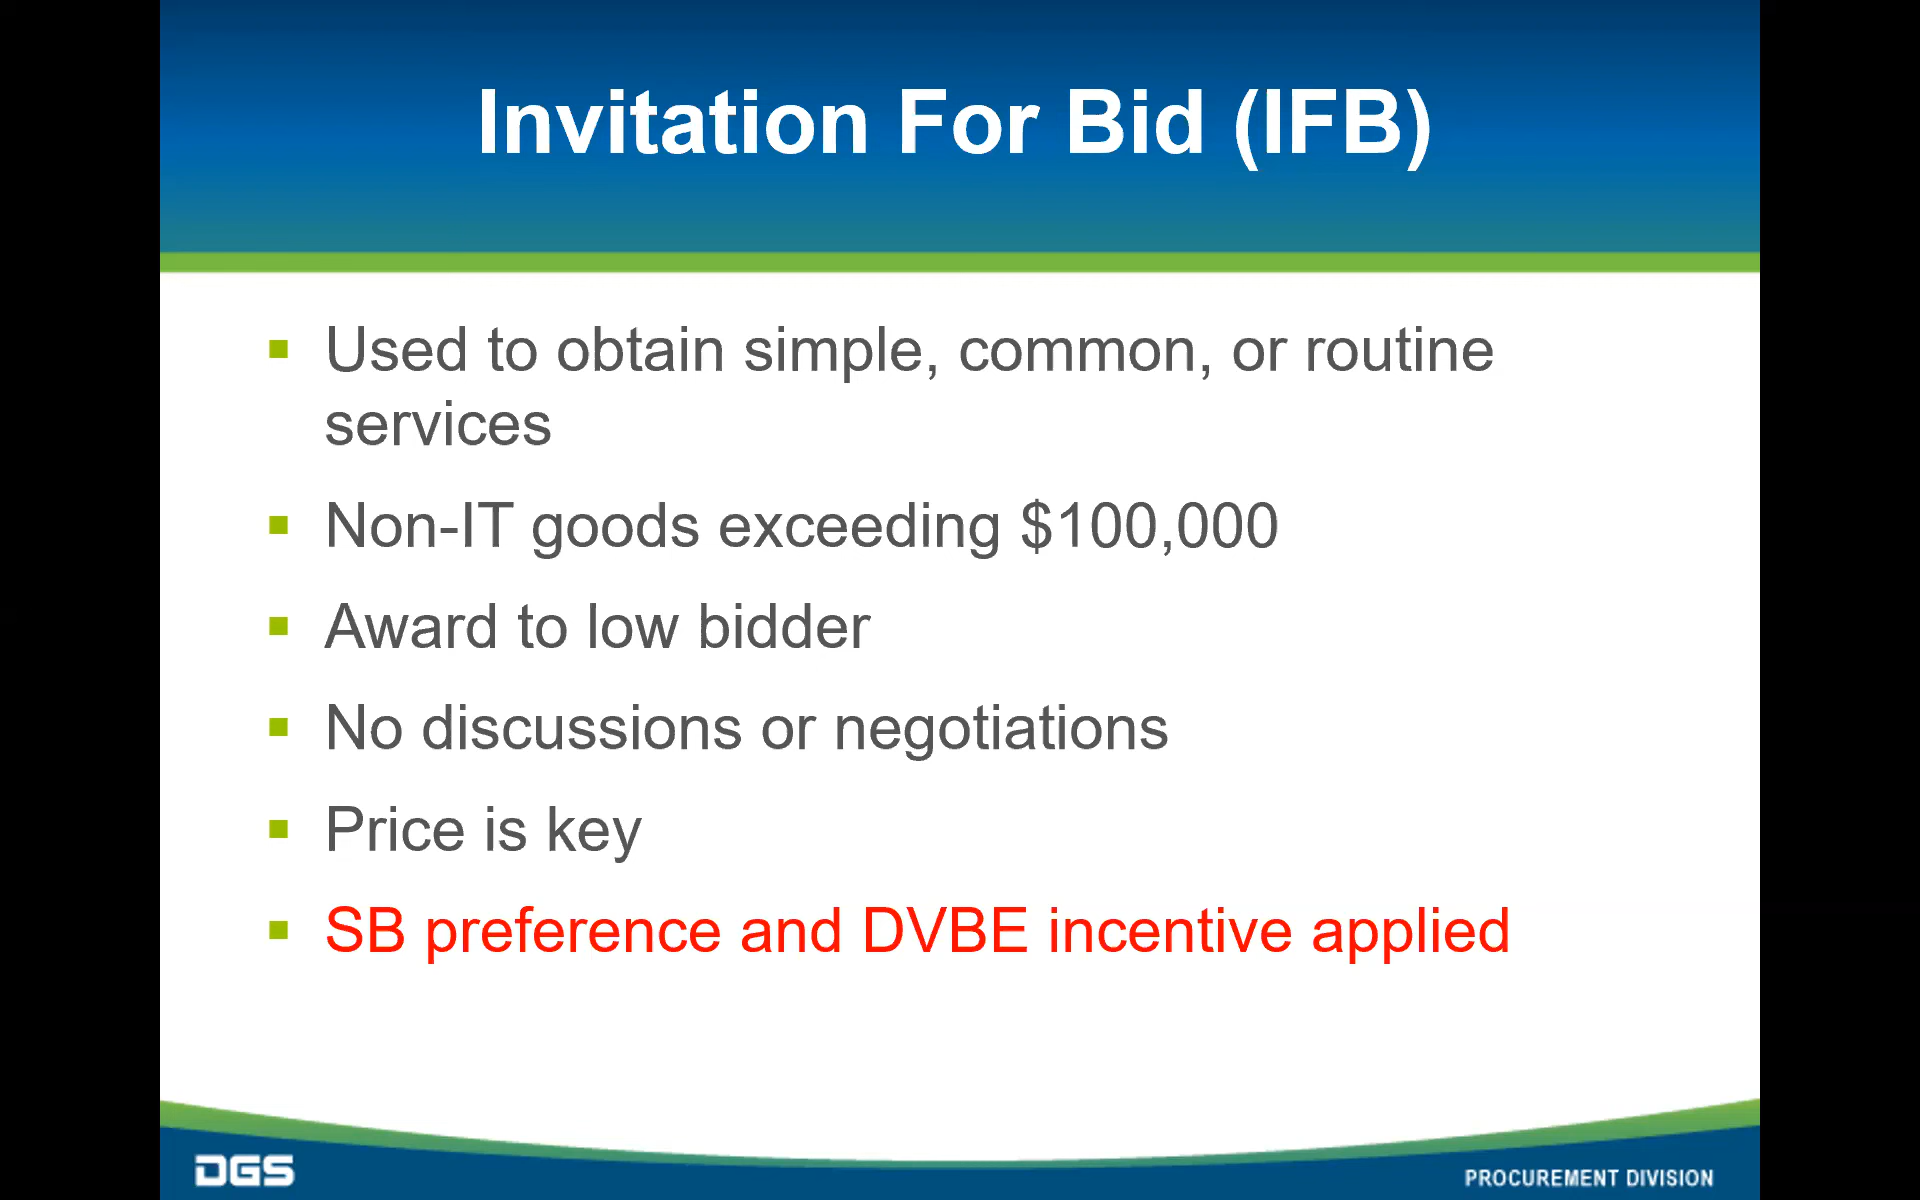 Invitation For Bid (IFB)
Used to obtain simple, common, or routine
services
Non-IT goods exceeding $100,000
Award to low bidder
No discussions or negotiations
Price is key
SB preference and DVBE incentive applied
DGS
PROCUREMENT DIVISION